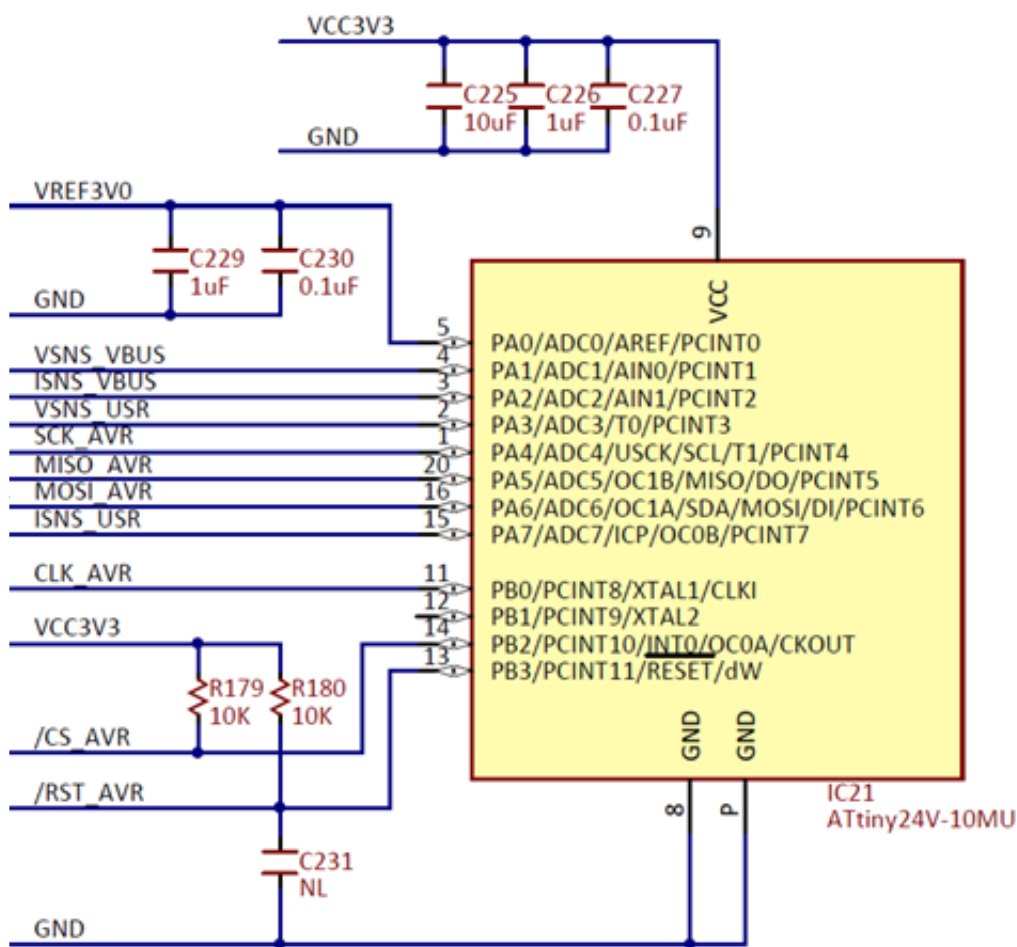 VCC3V3
C225 C226 C227
10uF 1uF 0.1uF
GND
VREF3V0
C229 C230
1uF 0.1uF
GND
9
VCC
5 PA0/ADC0/AREF/PCINT0
VSNS_VBUS 4 PA1/ADC1/AIN0/PCINT1
ISNS_VBUS 3 PA2/ADC2/AIN1/PCINT2
VSNS_USR 2 PA3/ADC3/T0/PCINT3
SCK_AVR 1 PA4/ADC4/USCK/SCL/T1/PCINT4
MISO_AVR 20 PA5/ADC5/OC1B/MISO/DO/PCINT5
MOSI_AVR 16 PA6/ADC6/OC1A/SDA/MOSI/DI/PCINT6
ISNS_USR 15 PA7/ADC7/ICP/OC0B/PCINT7
CLK_AVR 11 PB0/PCINT8/XTAL1/CLKI
12 PB1/PCINT9/XTAL2
VCC3V3 14 PB2/PCINT10/INT0/OC0A/CKOUT
13 PB3/PCINT11/RESET/dW
R179 R180
10K 10K
/CS_AVR
GND GND
/RST_AVR
8 P
IC21
ATtiny24V-10MU
C231
NL
GND